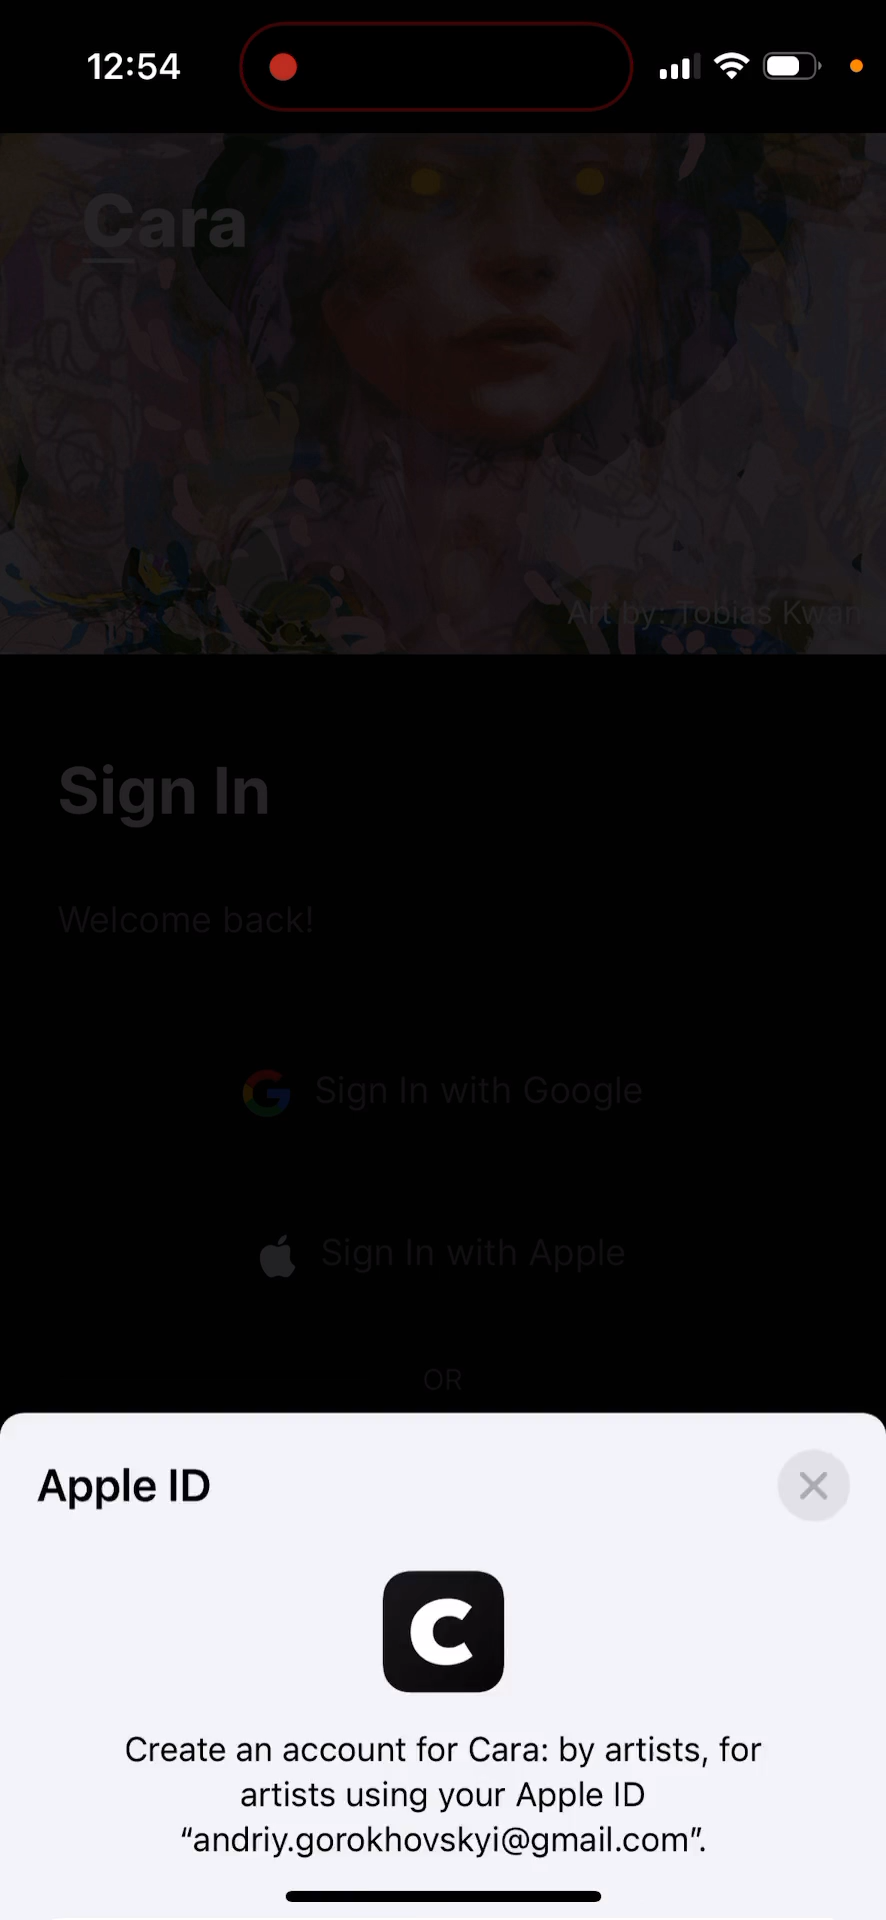 12:54
Cara
Art by: Tobias Kwan
Sign In
Welcome back!
Sign In with Google
Sign In with Apple
OR
Apple ID
C
Create an account for Cara: by artists, for
artists using your Apple ID
“andriy.gorokhovskyi@gmail.com”.